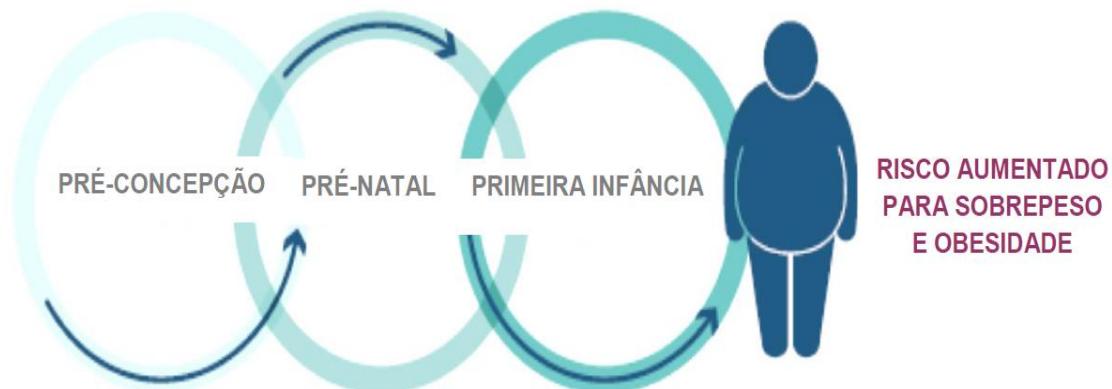 PRÉ-CONCEPÇÃO
PRÉ-NATAL
PRIMEIRA INFÂNCIA
RISCO AUMENTADO
PARA SOBREPESO
E OBESIDADE